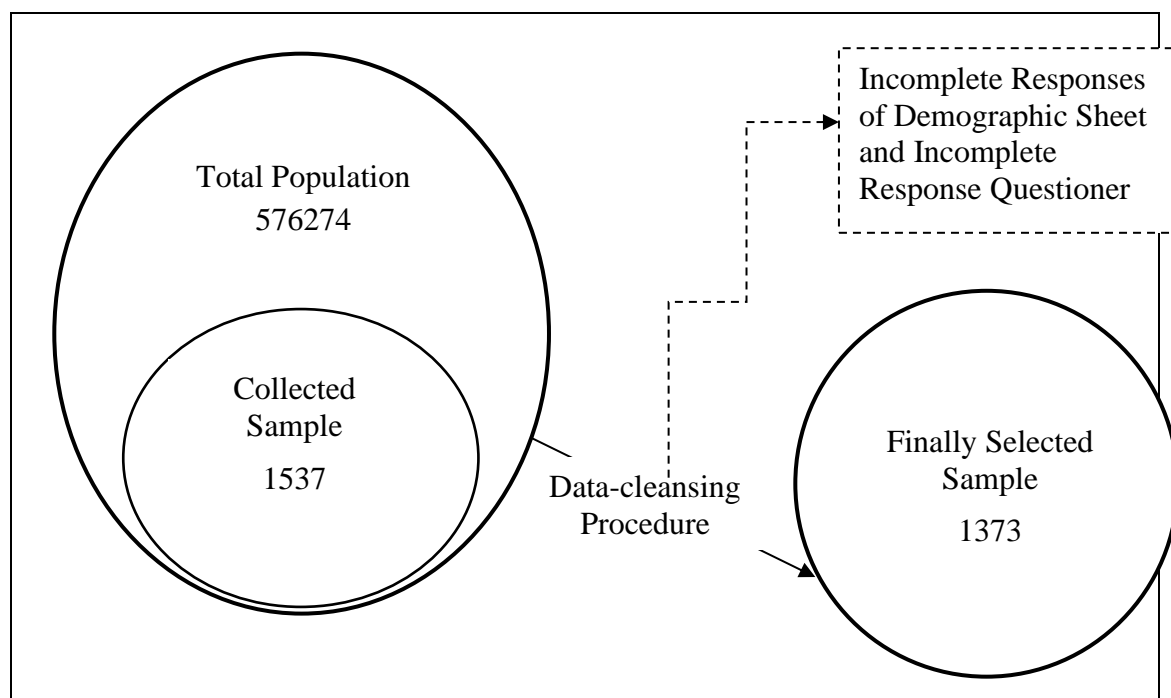 Total Population
576274
Collected
Sample
1537
Data-cleansing
Procedure
Incomplete Responses
of Demographic Sheet
and Incomplete
Response Questioner
Finally Selected
Sample
1373